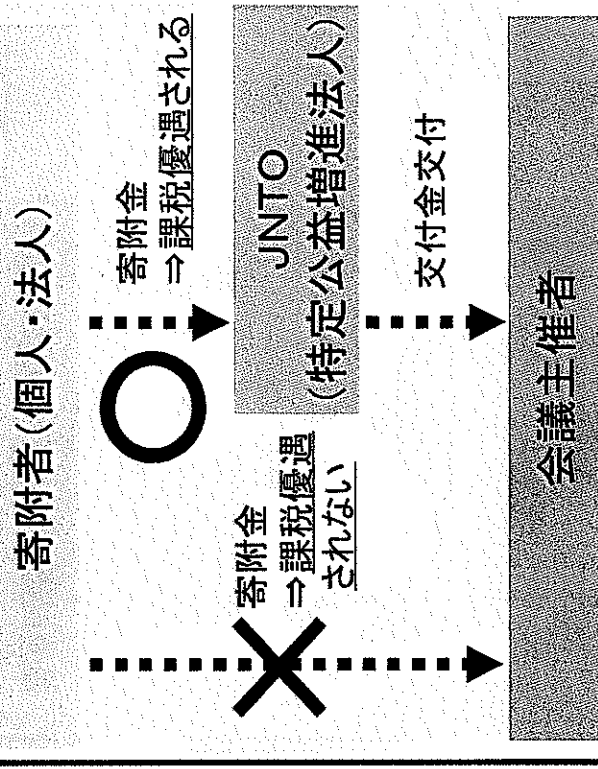 寄附者(個人・法人)
寄附金
⇒課税優遇される
JNTO
(特定公益増進法人)
寄附金
⇒課税優遇
されない
交付金交付
会議主催者